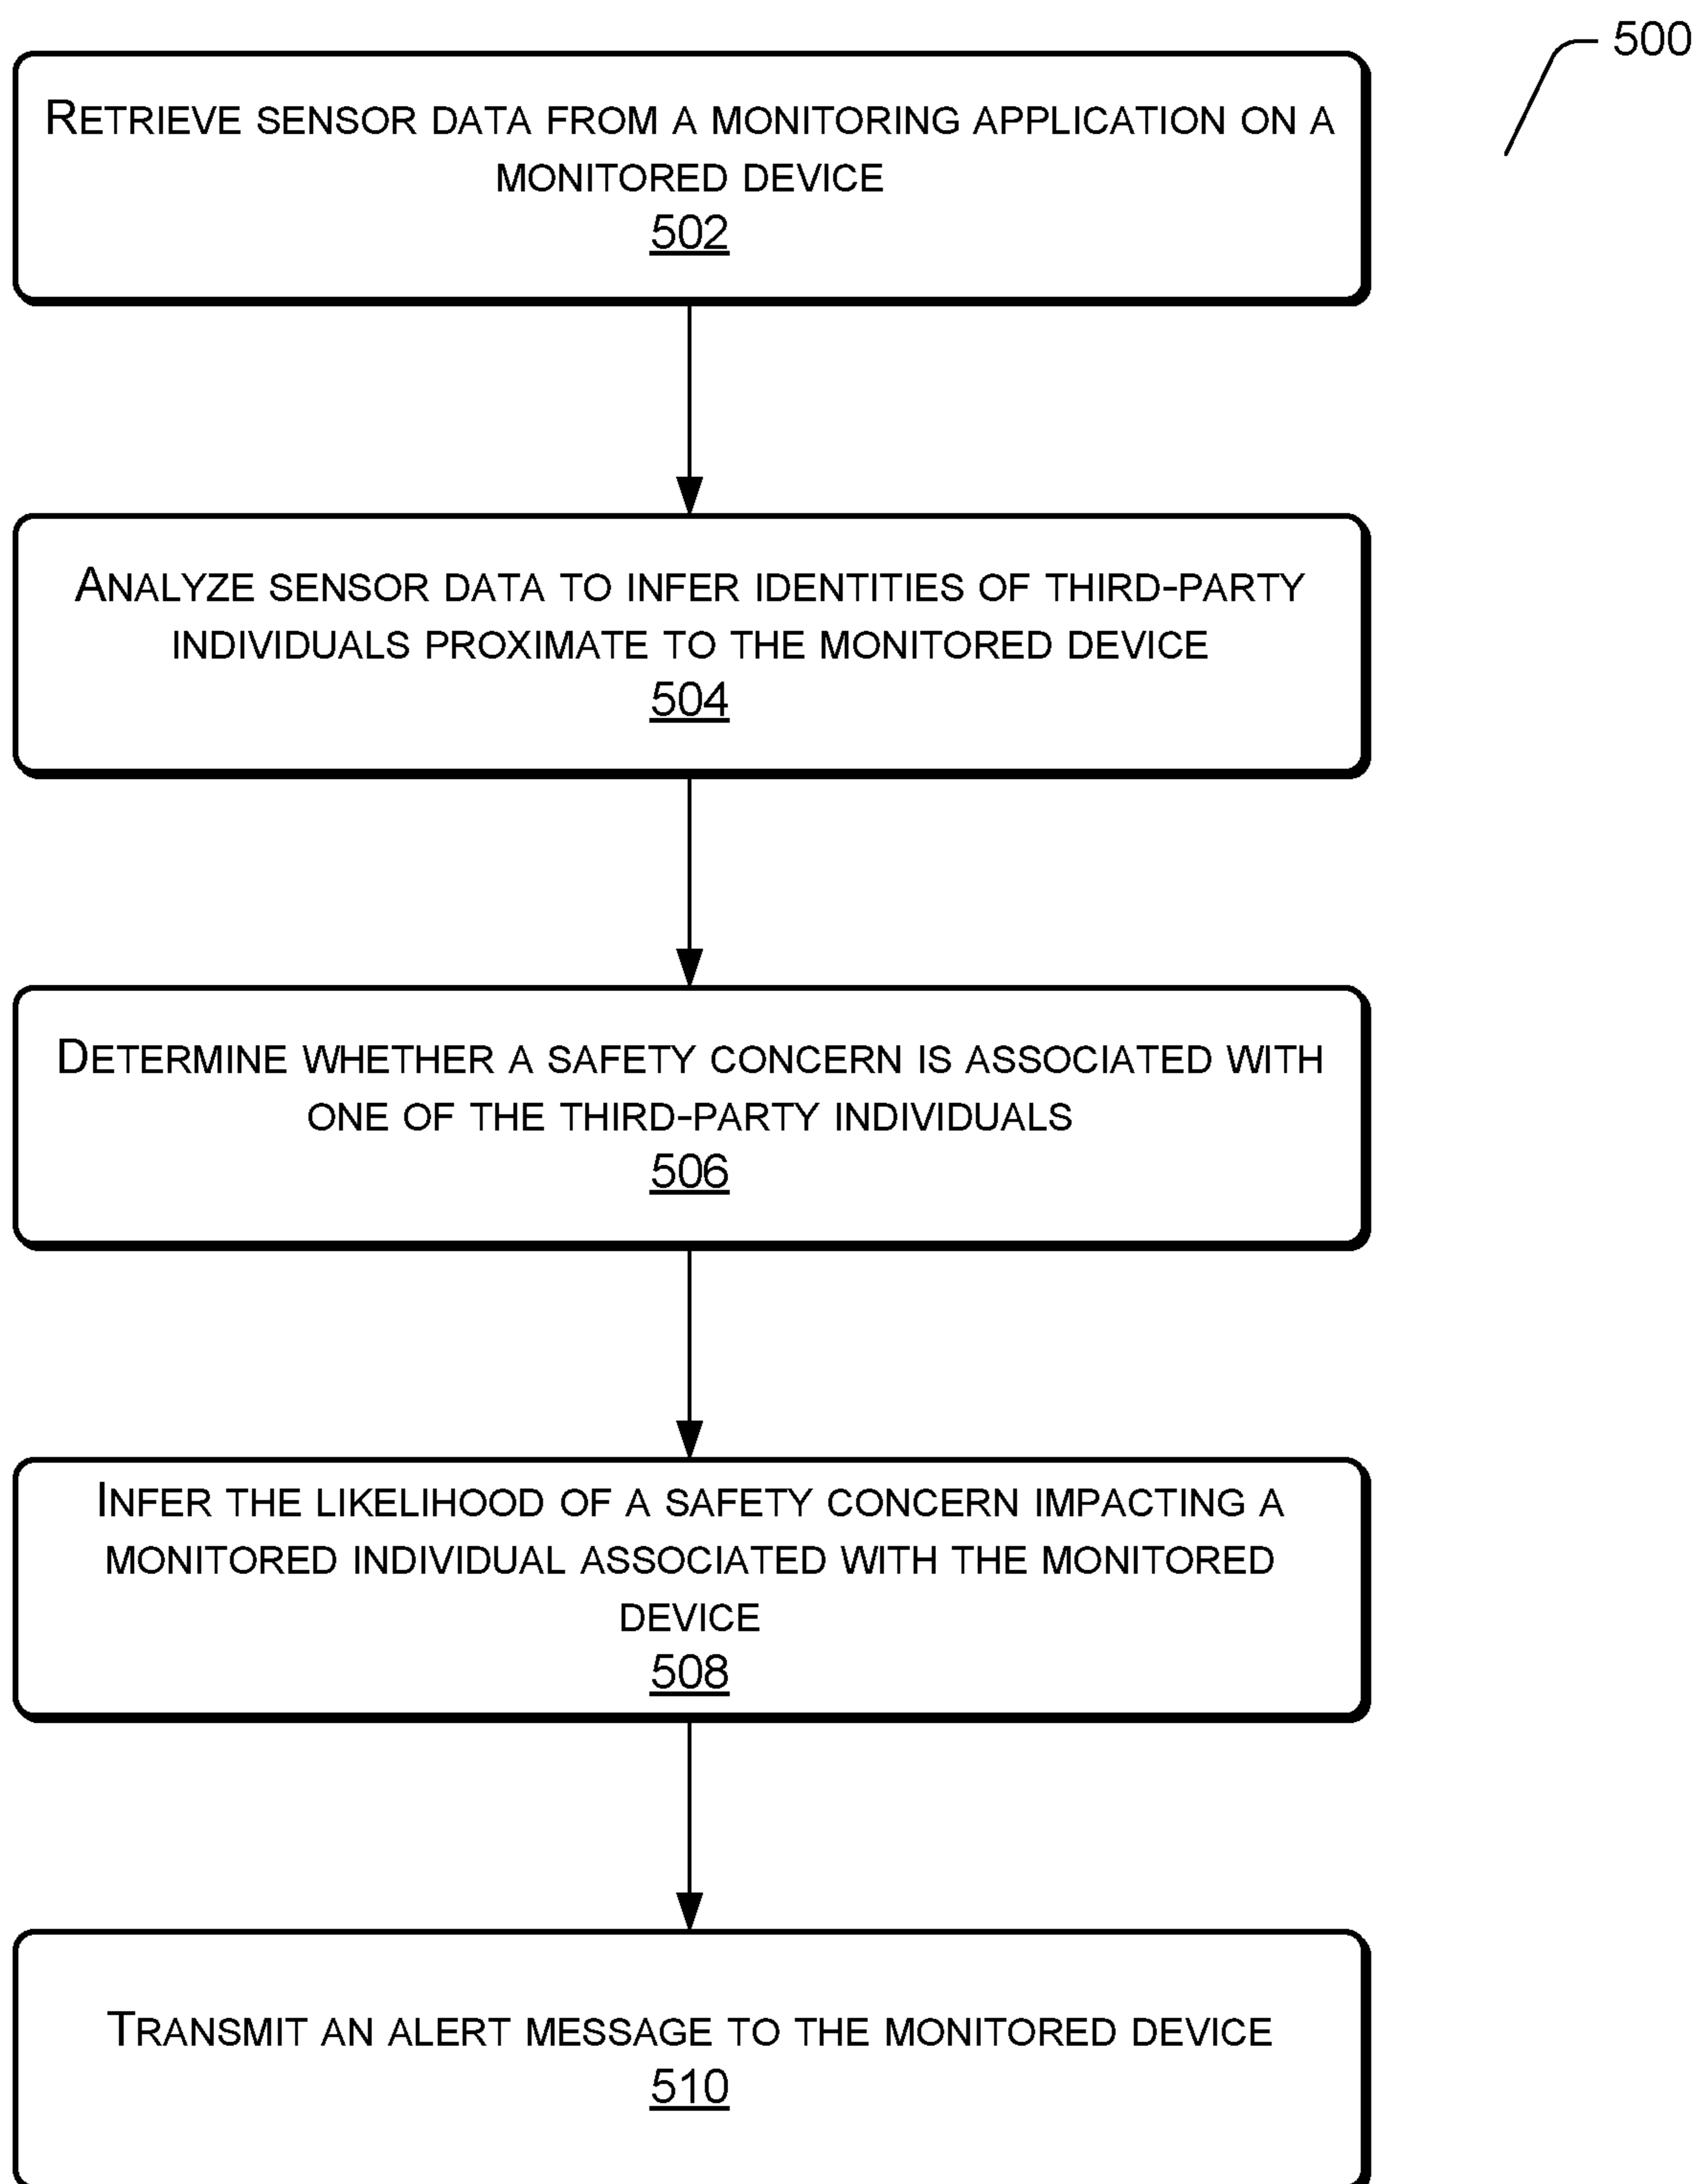 500
RETRIEVE SENSOR DATA FROM A MONITORING APPLICATION ON A
MONITORED DEVICE
502
ANALYZE SENSOR DATA TO INFER IDENTITIES OF THIRD-PARTY
INDIVIDUALS PROXIMATE TO THE MONITORED DEVICE
504
DETERMINE WHETHER A SAFETY CONCERN IS ASSOCIATED WITH
ONE OF THE THIRD-PARTY INDIVIDUALS
506
INFER THE LIKELIHOOD OF A SAFETY CONCERN IMPACTING A
MONITORED INDIVIDUAL ASSOCIATED WITH THE MONITORED
DEVICE
508
TRANSMIT AN ALERT MESSAGE TO THE MONITORED DEVICE
510